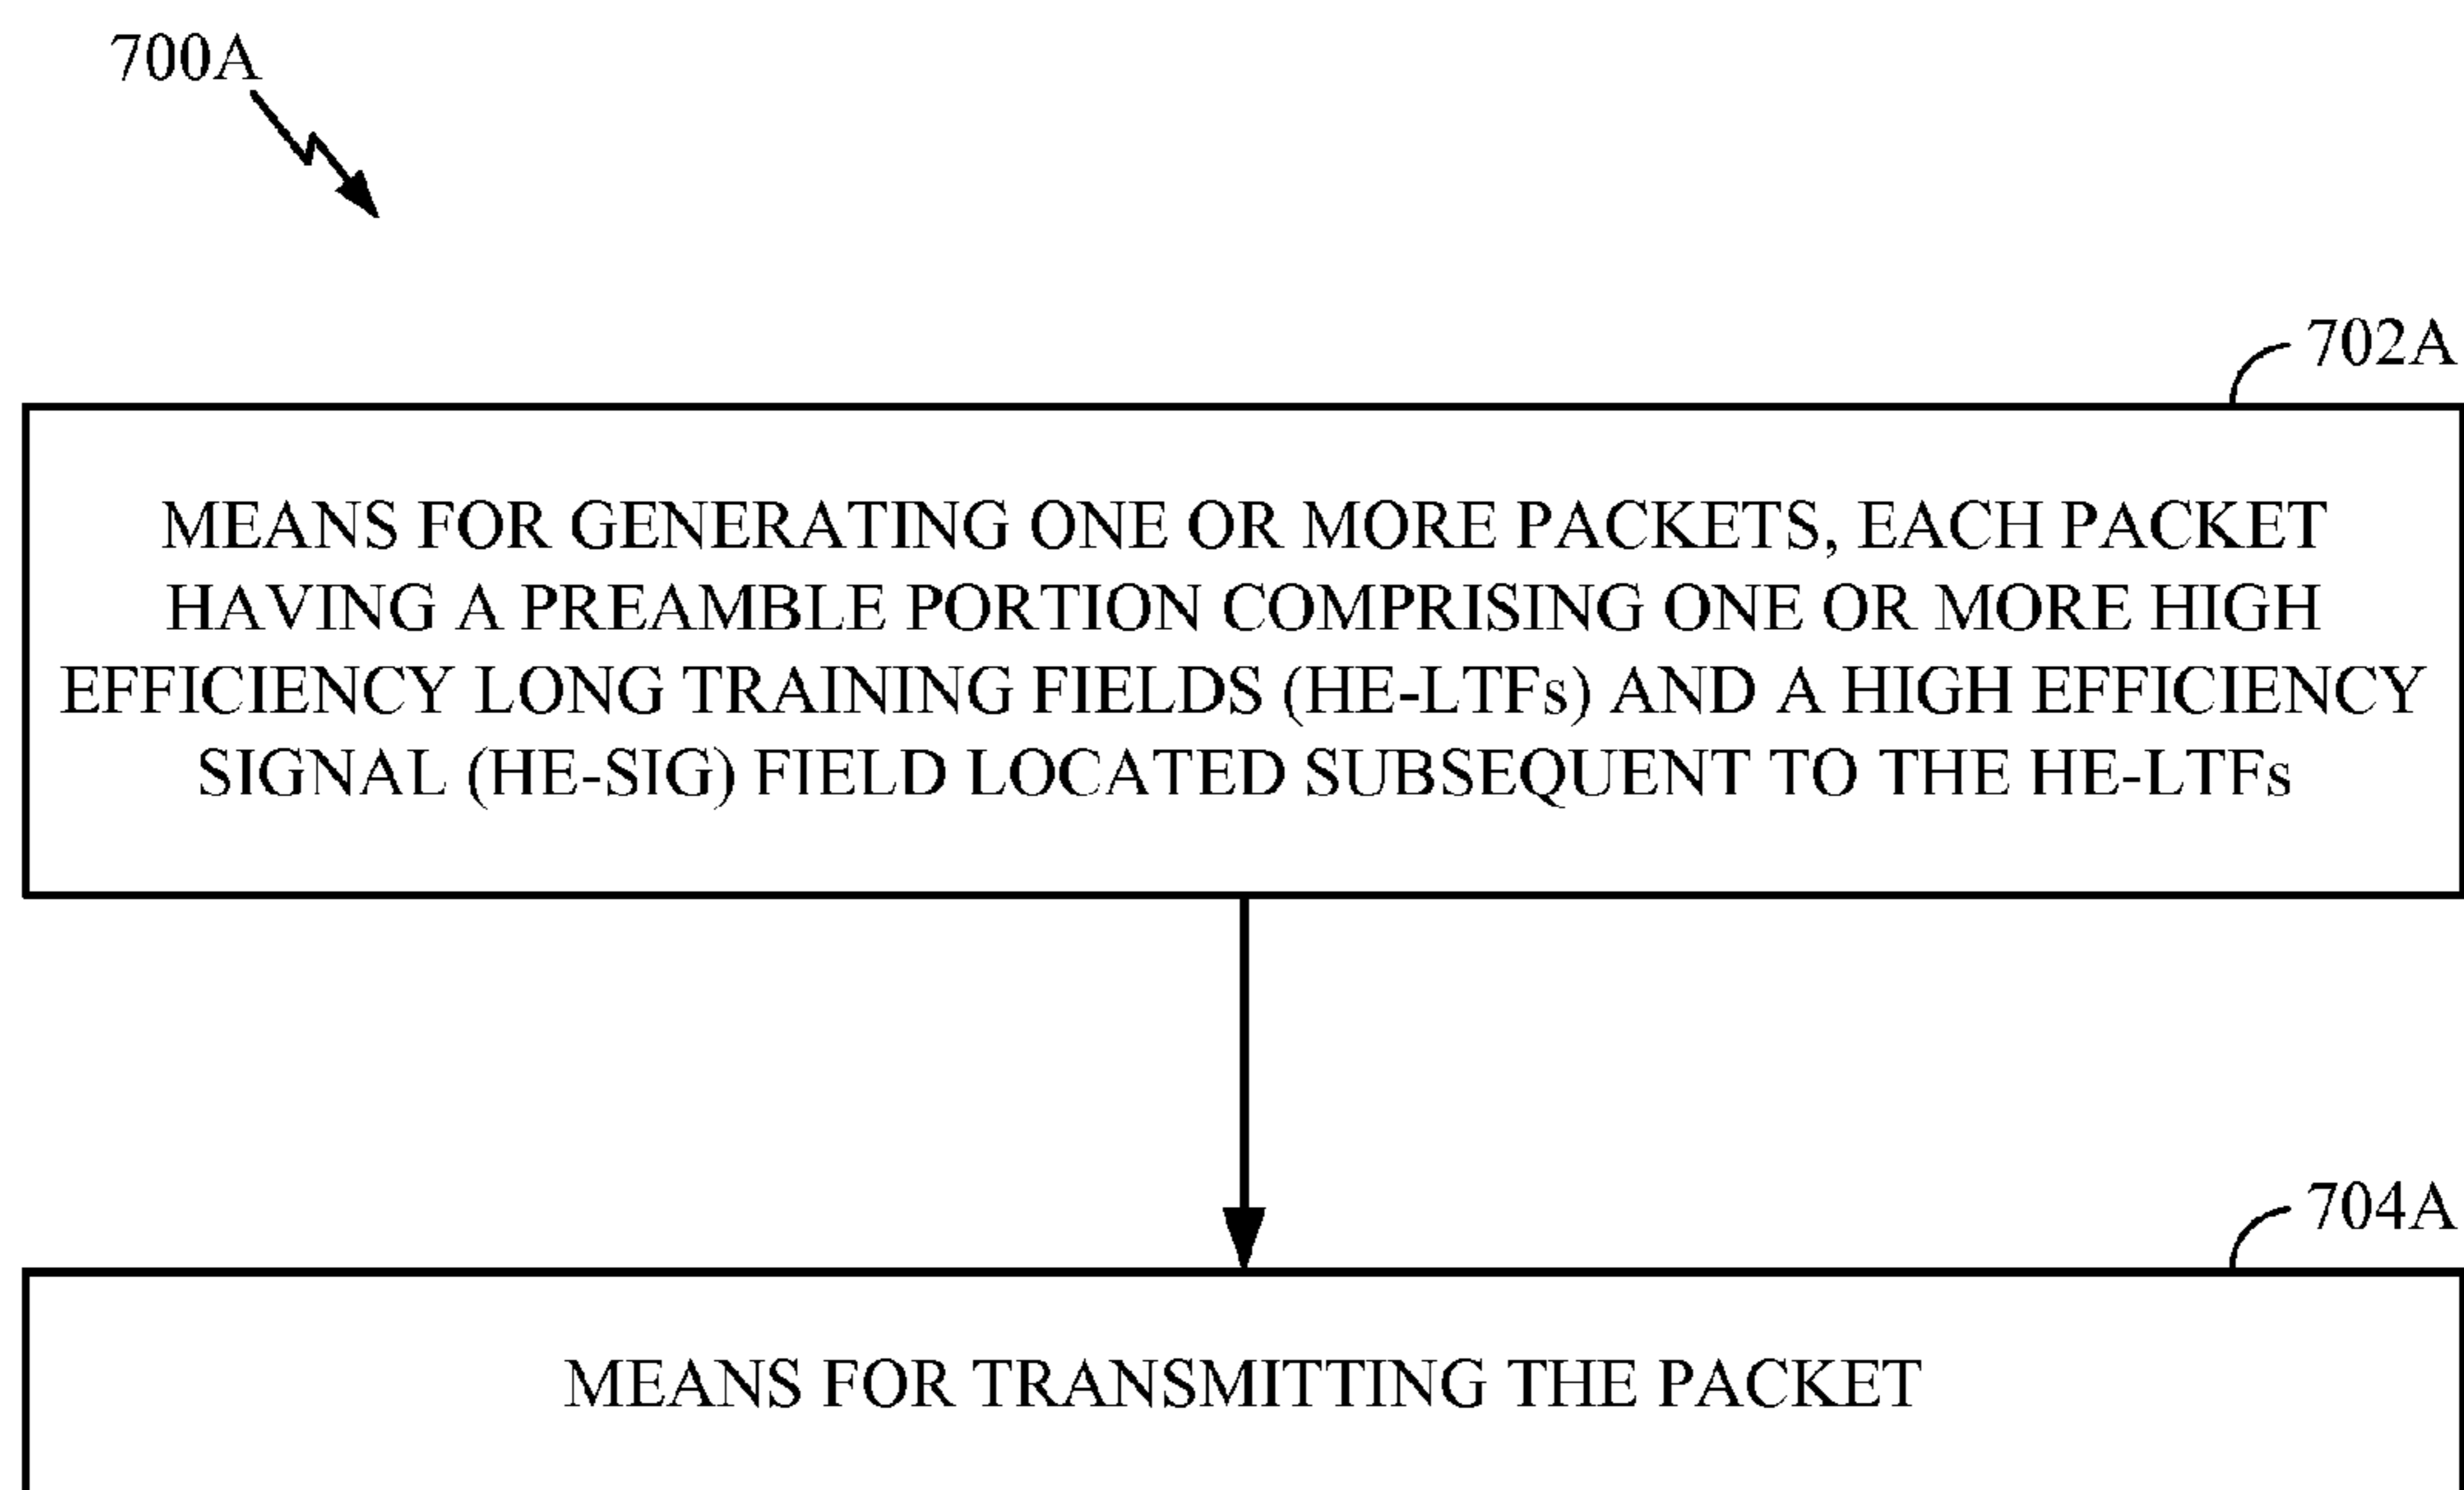 700A
702A
MEANS FOR GENERATING ONE OR MORE PACKETS, EACH PACKET
HAVING A PREAMBLE PORTION COMPRISING ONE OR MORE HIGH
EFFICIENCY LONG TRAINING FIELDS (HE-LTFs) AND A HIGH EFFICIENCY
SIGNAL (HE-SIG) FIELD LOCATED SUBSEQUENT TO THE HE-LTFs
704A
MEANS FOR TRANSMITTING THE PACKET